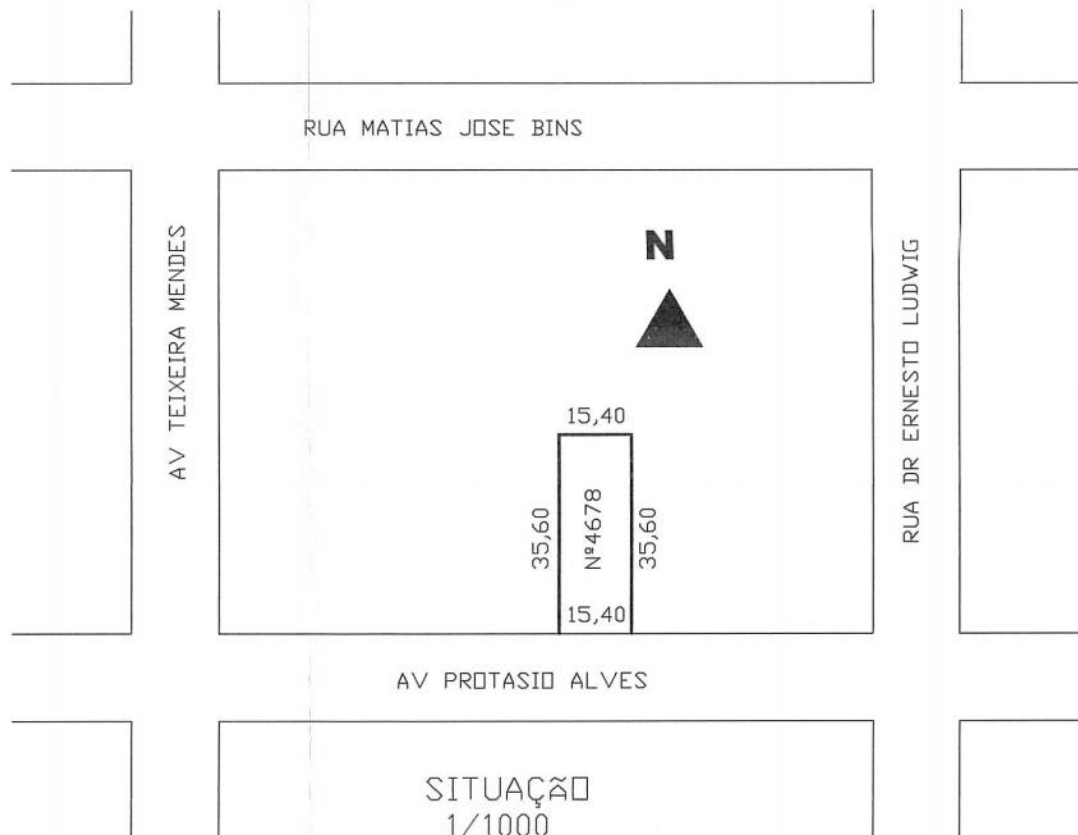 RUA MATIAS JOSE BINS
AV TEIXEIRA MENDES
N
RUA DR ERNESTO LUDWIG
15,40
35,60
Nº4678
35,60
15,40
AV PROTASIO ALVES
SITUAÇÃO
1/1000